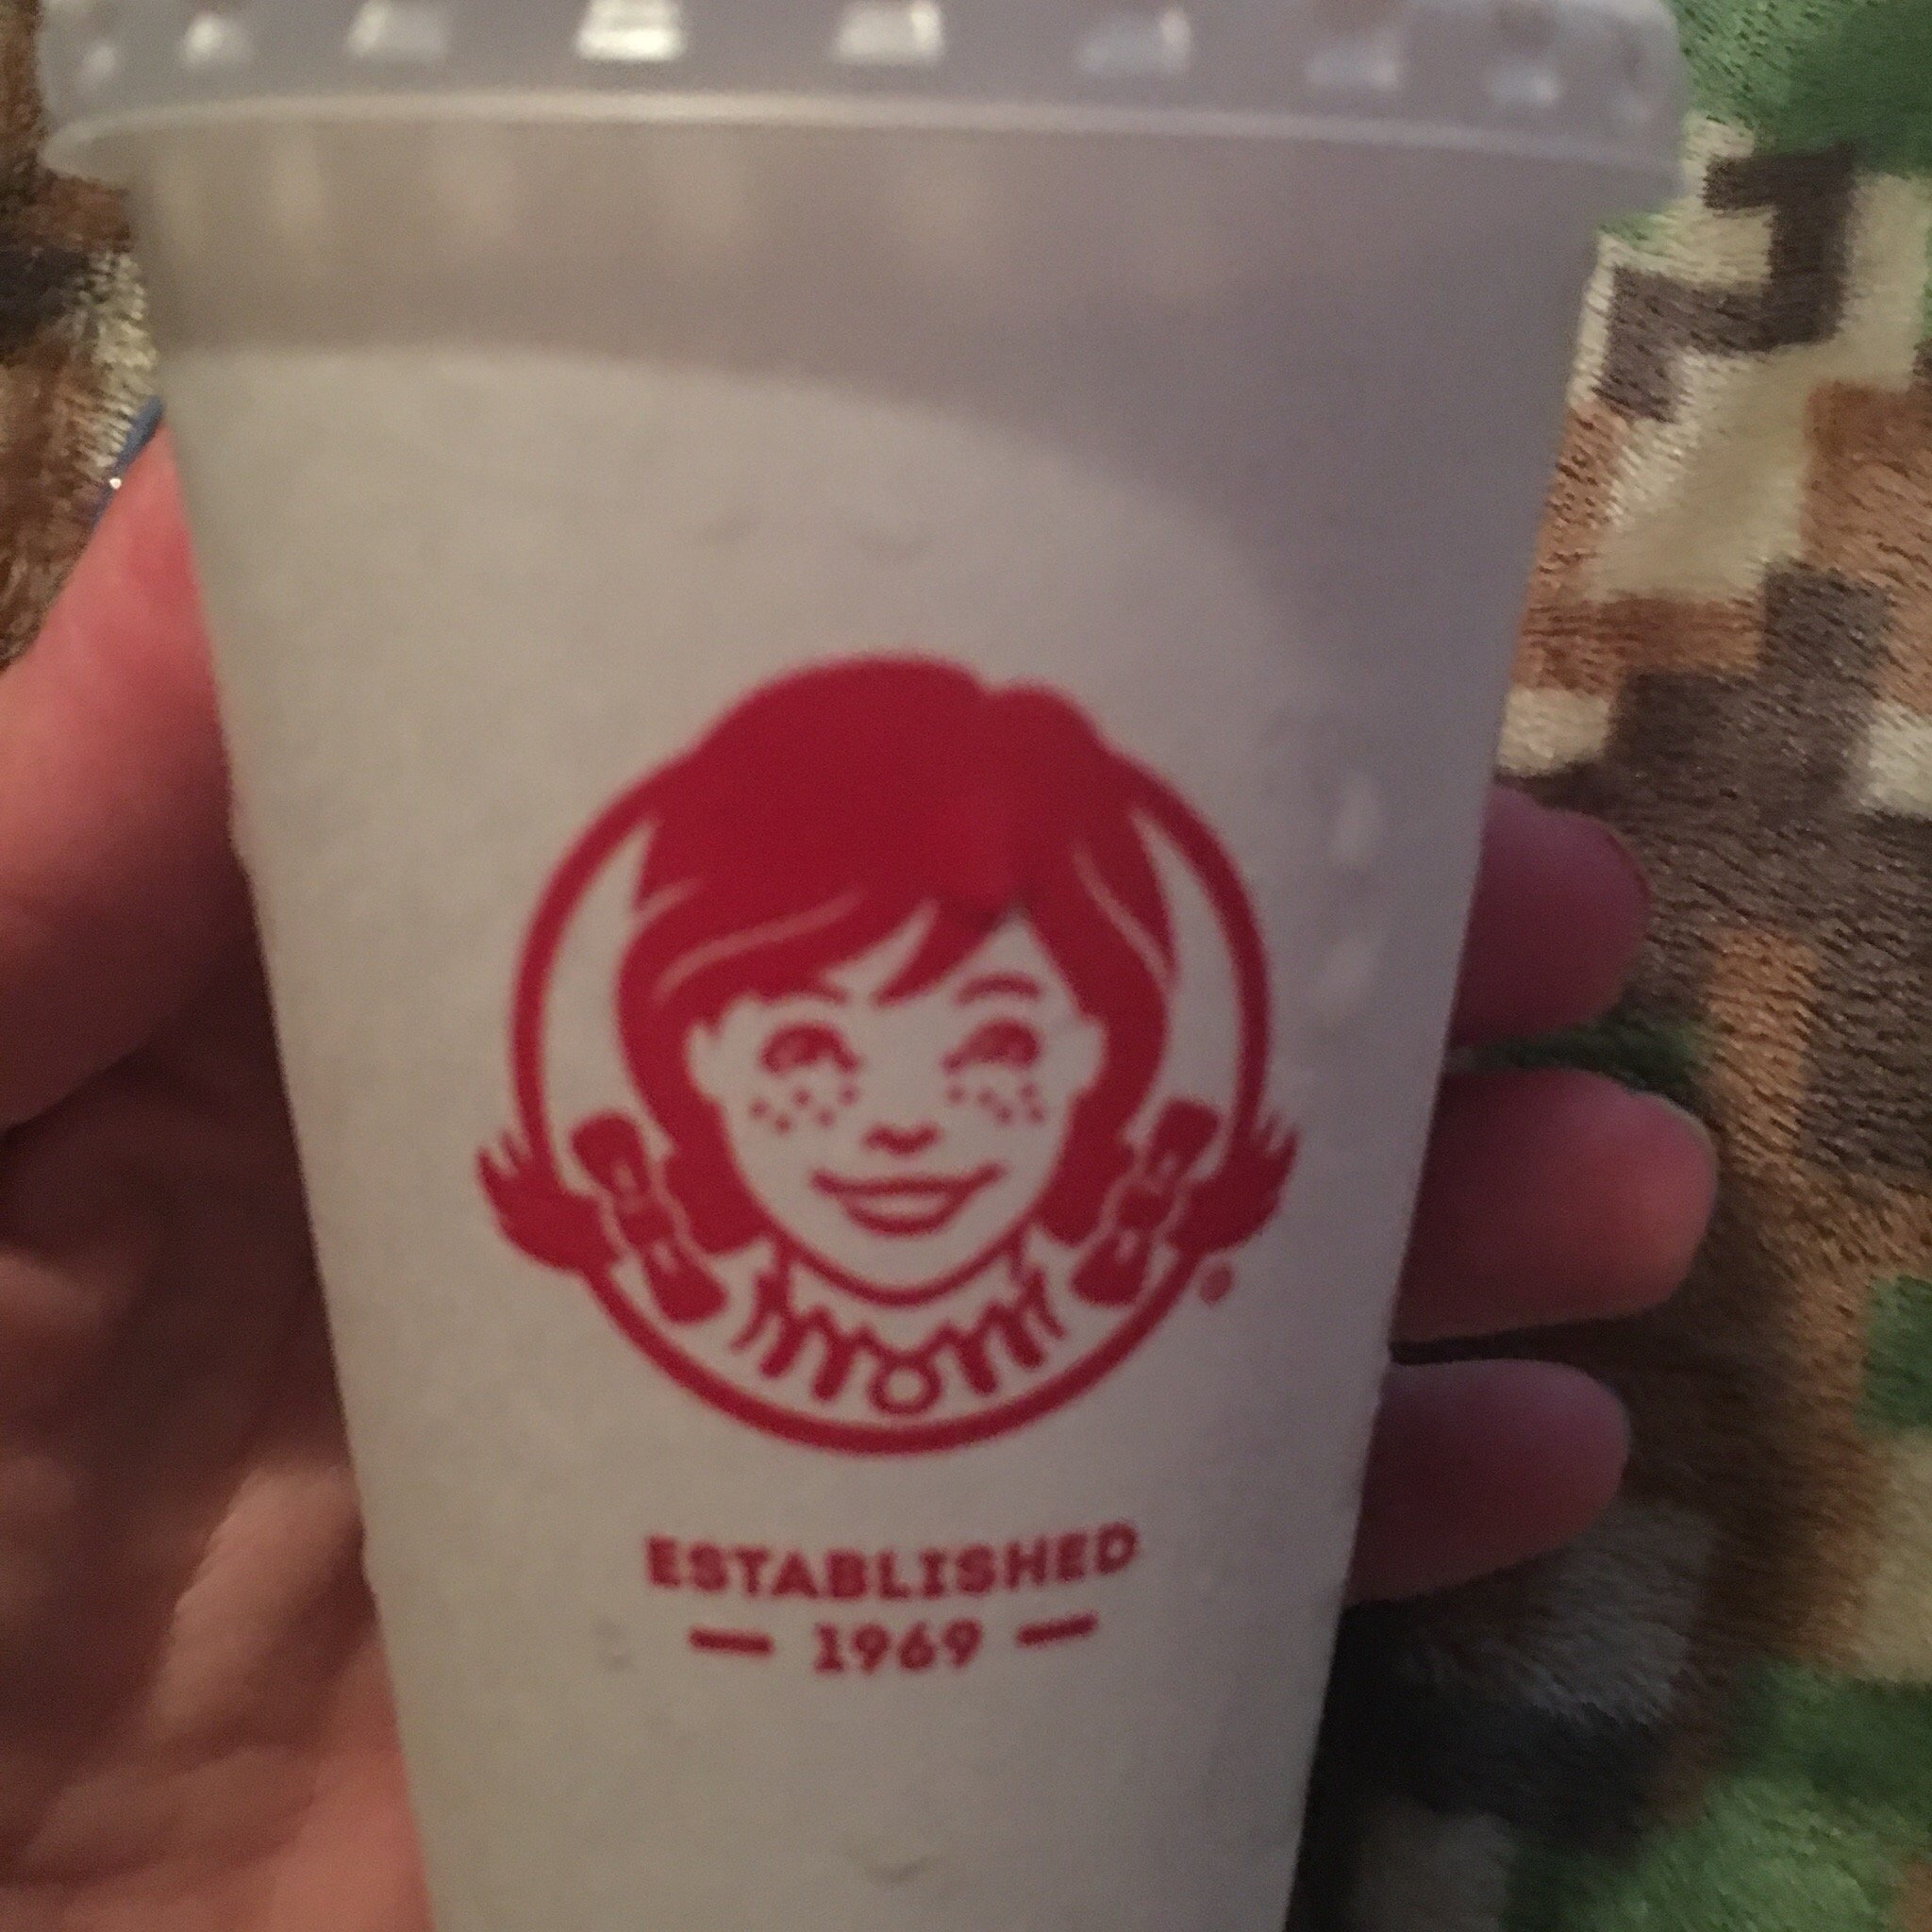 ESTABLISHED
— 1969 —